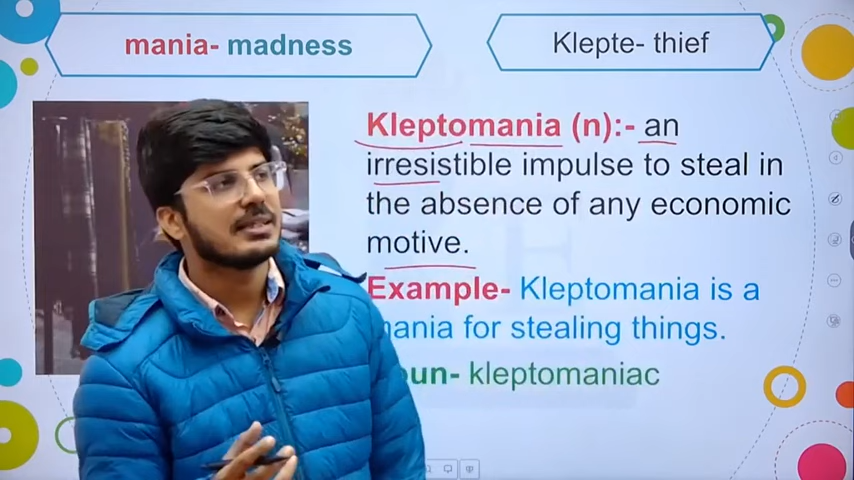 mania- madness
Klepte- thief
Kleptomania (n):- an
irresistible impulse to steal in
the absence of any economic
motive.
Example- Kleptomania is a
mania for stealing things.
oun- kleptomaniac